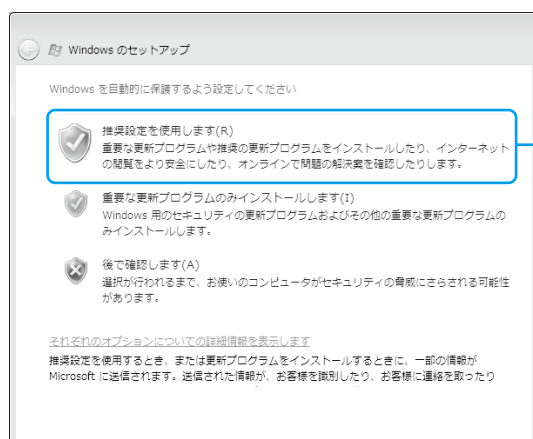 Windows のセットアップ
Windows を自動的に保護するよう設定してください
推奨設定を使用します(R)
重要な更新プログラムや推奨の更新プログラムをインストールしたり、インターネット
の閲覧をより安全にしたり、オンラインで問題の解決案を確認したりします。
重要な更新プログラムのみインストールします(I)
Windows 用のセキュリティの更新プログラムおよびその他の重要な更新プログラムの
みインストールします。
後で確認します(A)
選択が行われるまで、お使いのコンピュータがセキュリティの脅威にさらされる可能性
があります。
それぞれのオプションについての詳細情報を表示します
推奨設定を使用するとき、または更新プログラムをインストールするときに、一部の情報が
Microsoft に送信されます。送信された情報が、お客様を識別したり、お客様に連絡を取ったり